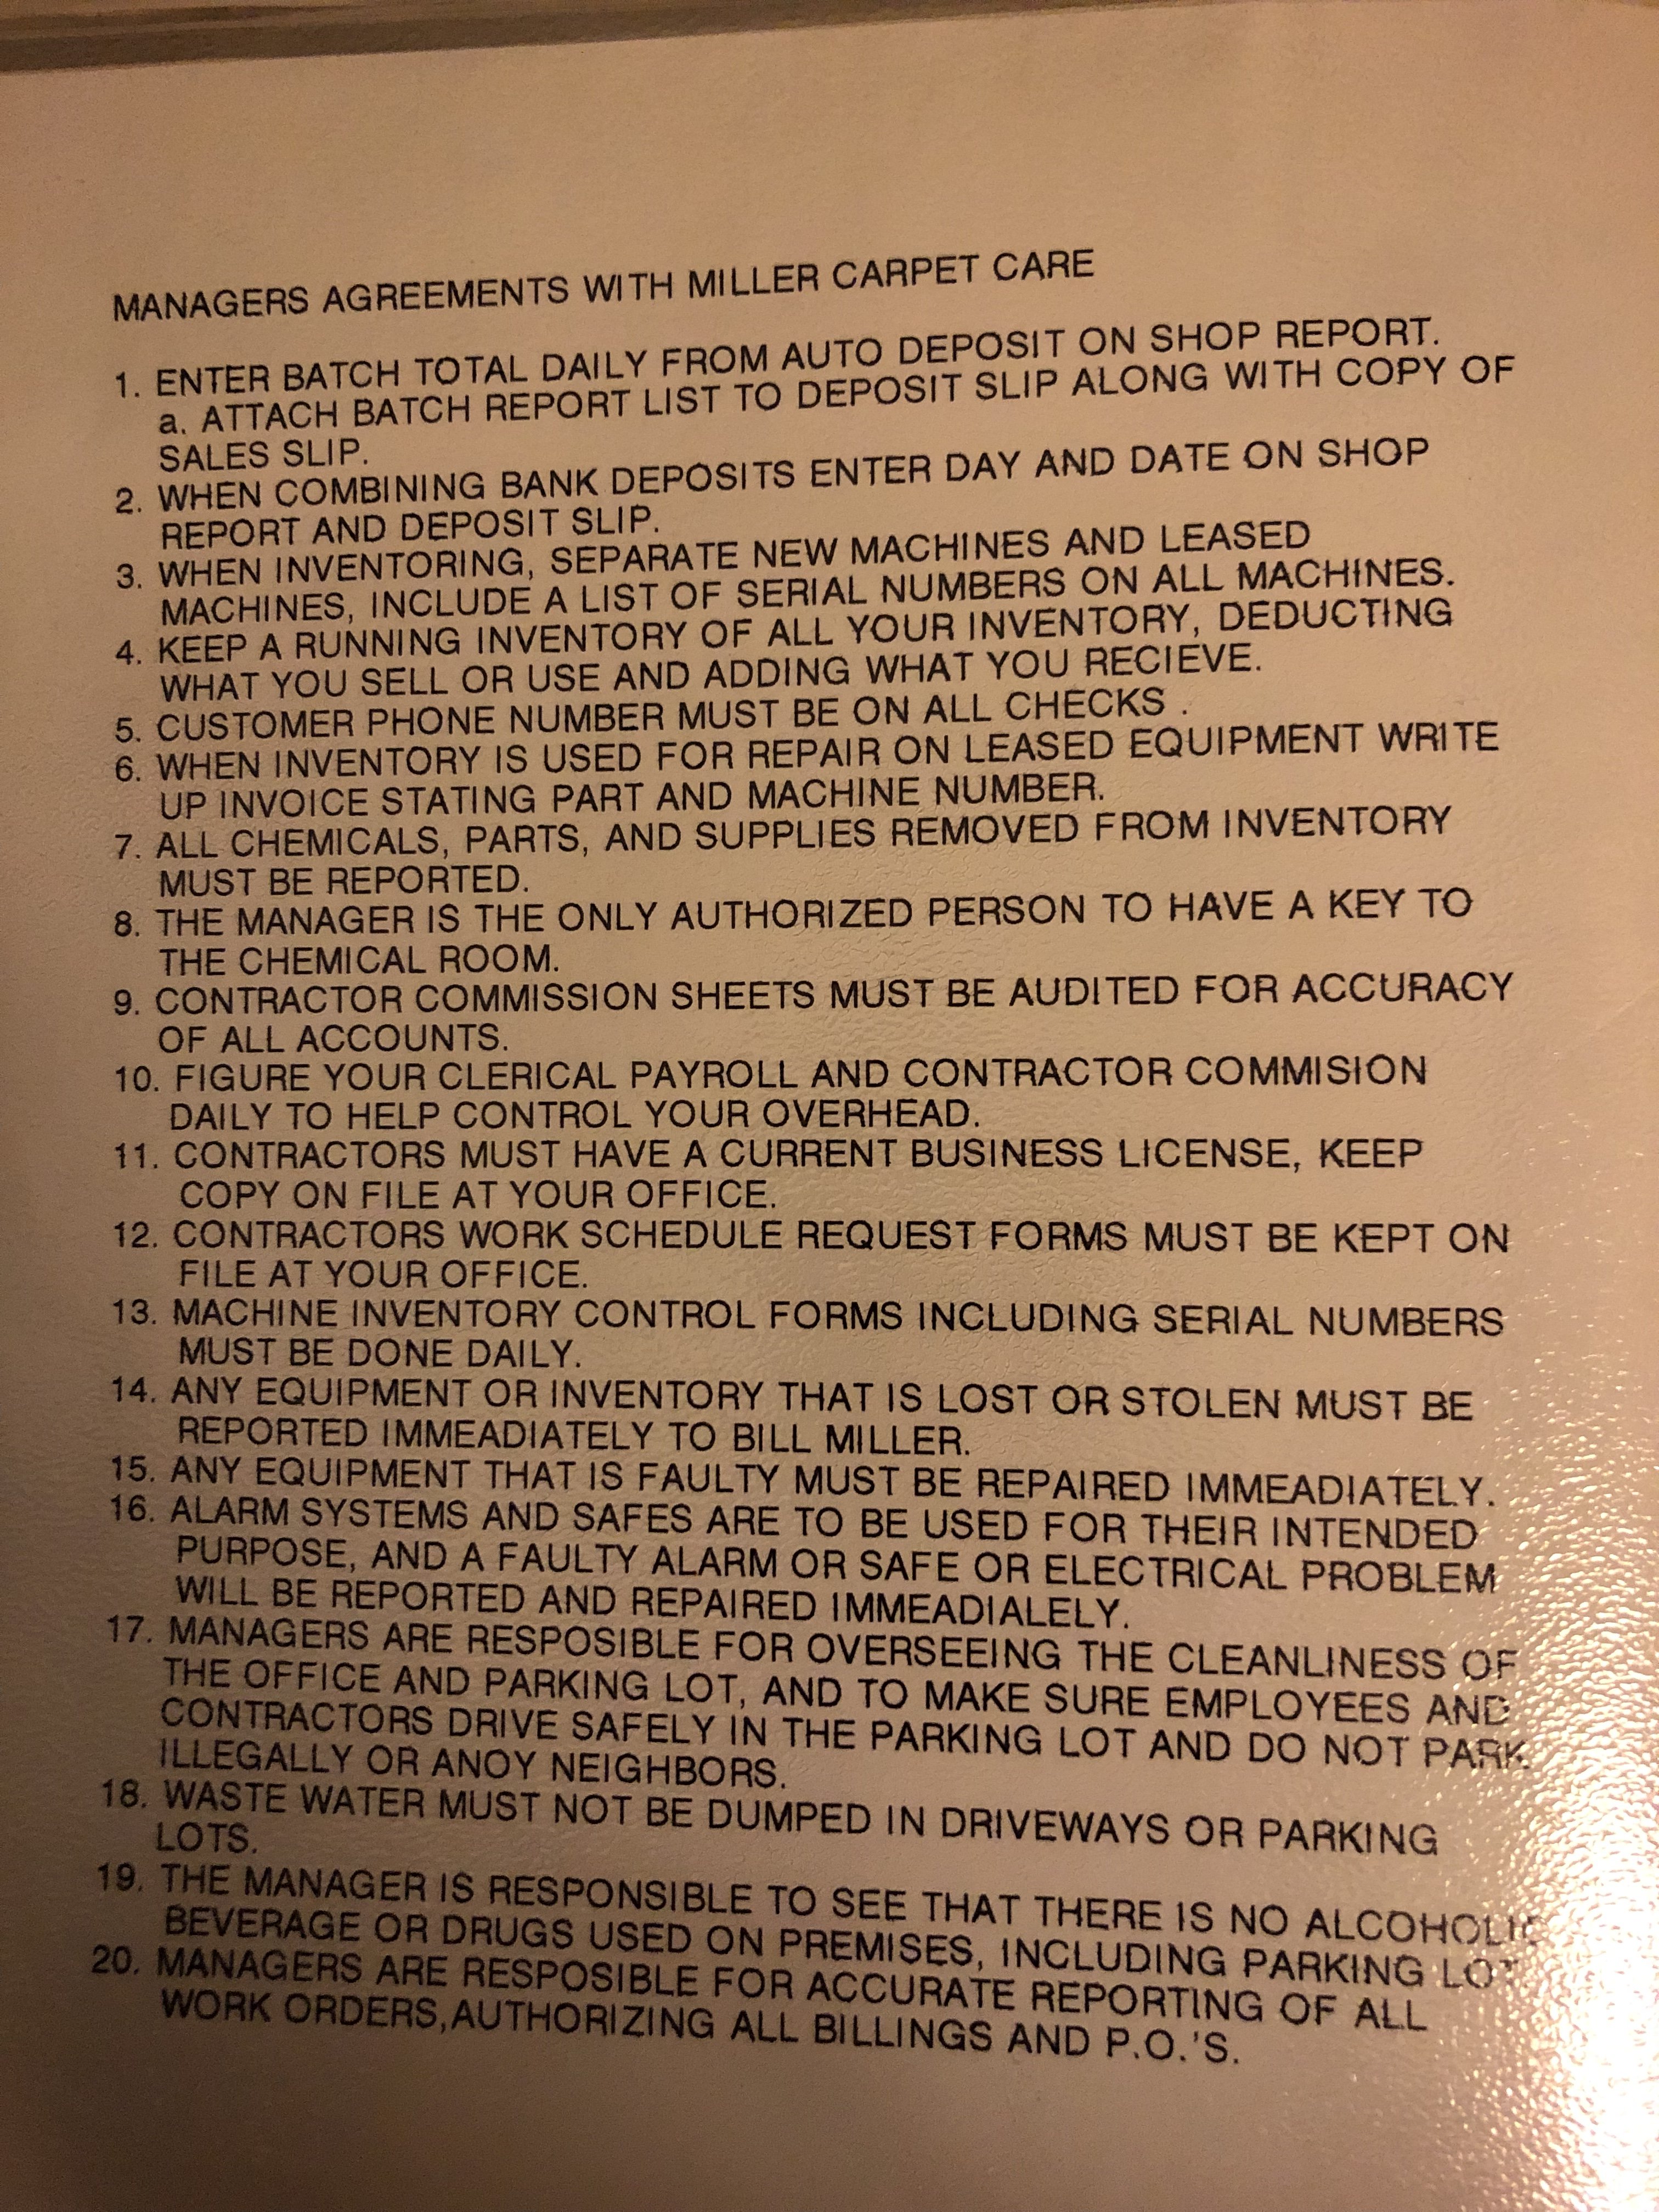 MANAGERS AGREEMENTS WITH MILLER CARPET CARE
1. ENTER BATCH TOTAL DAILY FROM AUTO DEPOSIT ON SHOP REPORT.
a. ATTACH BATCH REPORT LIST TO DEPOSIT SLIP ALONG WITH COPY OF
SALES SLIP.
2. WHEN COMBINING BANK DEPOSITS ENTER DAY AND DATE ON SHOP
REPORT AND DEPOSIT SLIP.
3. WHEN INVENTORING, SEPARATE NEW MACHINES AND LEASED
MACHINES, INCLUDE A LIST OF SERIAL NUMBERS ON ALL MACHINES.
4. KEEP A RUNNING INVENTORY OF ALL YOUR INVENTORY, DEDUCTING
WHAT YOU SELL OR USE AND ADDING WHAT YOU RECIEVE.
5. CUSTOMER PHONE NUMBER MUST BE ON ALL CHECKS .
6. WHEN INVENTORY IS USED FOR REPAIR ON LEASED EQUIPMENT WRITE
UP INVOICE STATING PART AND MACHINE NUMBER.
7. ALL CHEMICALS, PARTS, AND SUPPLIES REMOVED FROM INVENTORY
MUST BE REPORTED.
8. THE MANAGER IS THE ONLY AUTHORIZED PERSON TO HAVE A KEY TO
THE CHEMICAL ROOM.
9. CONTRACTOR COMMISSION SHEETS MUST BE AUDITED FOR ACCURACY
OF ALL ACCOUNTS.
10. FIGURE YOUR CLERICAL PAYROLL AND CONTRACTOR COMMISION
DAILY TO HELP CONTROL YOUR OVERHEAD.
11. CONTRACTORS MUST HAVE A CURRENT BUSINESS LICENSE, KEEP
COPY ON FILE AT YOUR OFFICE.
12. CONTRACTORS WORK SCHEDULE REQUEST FORMS MUST BE KEPT ON
FILE AT YOUR OFFICE.
13. MACHINE INVENTORY CONTROL FORMS INCLUDING SERIAL NUMBERS
MUST BE DONE DAILY.
14. ANY EQUIPMENT OR INVENTORY THAT IS LOST OR STOLEN MUST BE
REPORTED IMMEADIATELY TO BILL MILLER.
15. ANY EQUIPMENT THAT IS FAULTY MUST BE REPAIRED IMMEADIATELY.
16. ALARM SYSTEMS AND SAFES ARE TO BE USED FOR THEIR INTENDED
PURPOSE, AND A FAULTY ALARM OR SAFE OR ELECTRICAL PROBLEM
WILL BE REPORTED AND REPAIRED IMMEADIALELY.
17. MANAGERS ARE RESPOSIBLE FOR OVERSEEING THE CLEANLINESS OF
THE OFFICE AND PARKING LOT, AND TO MAKE SURE EMPLOYEES AND
CONTRACTORS DRIVE SAFELY IN THE PARKING LOT AND DO NOT PARK
ILLEGALLY OR ANOY NEIGHBORS.
18. WASTE WATER MUST NOT BE DUMPED IN DRIVEWAYS OR PARKING
LOTS.
19. THE MANAGER IS RESPONSIBLE TO SEE THAT THERE IS NO ALCOHOLIC
BEVERAGE OR DRUGS USED ON PREMISES, INCLUDING PARKING LOT.
20. MANAGERS ARE RESPOSIBLE FOR ACCURATE REPORTING OF ALL
WORK ORDERS,AUTHORIZING ALL BILLINGS AND P.O.'S.